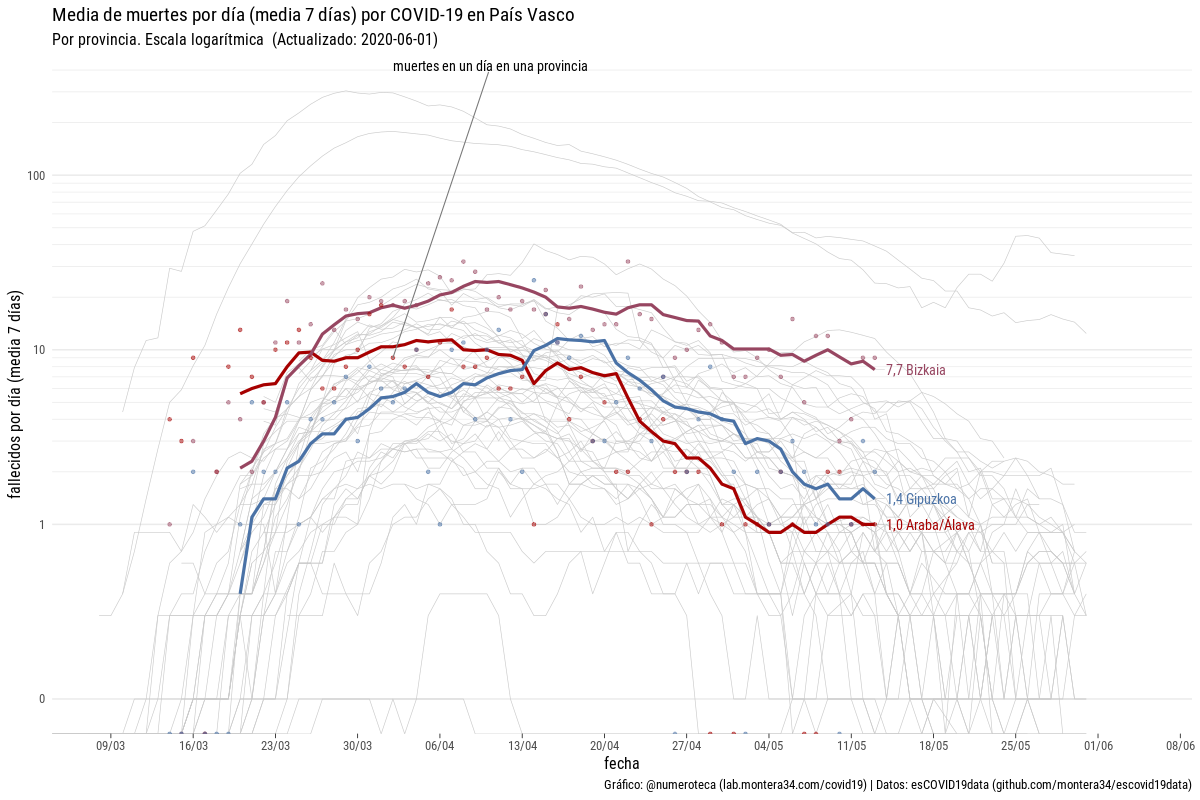 Media de muertes por día (media 7 días) por COVID-19 en País Vasco
Por provincia. Escala logarítmica (Actualizado: 2020-06-01)
muertes en un día en una provincia
fallecidos por día (media 7 días)
100
10
1
0
7,7 Bizkaia
1,4 Gipuzkoa
1,0 Araba/Álava
09/03 16/03 23/03 30/03 06/04 13/04 20/04 27/04 04/05 11/05 18/05 25/05 01/06 08/06
fecha
Gráfico: @numeroteca (lab.montera34.com/covid19) | Datos: esCOVID19data (github.com/montera34/escovid19data)